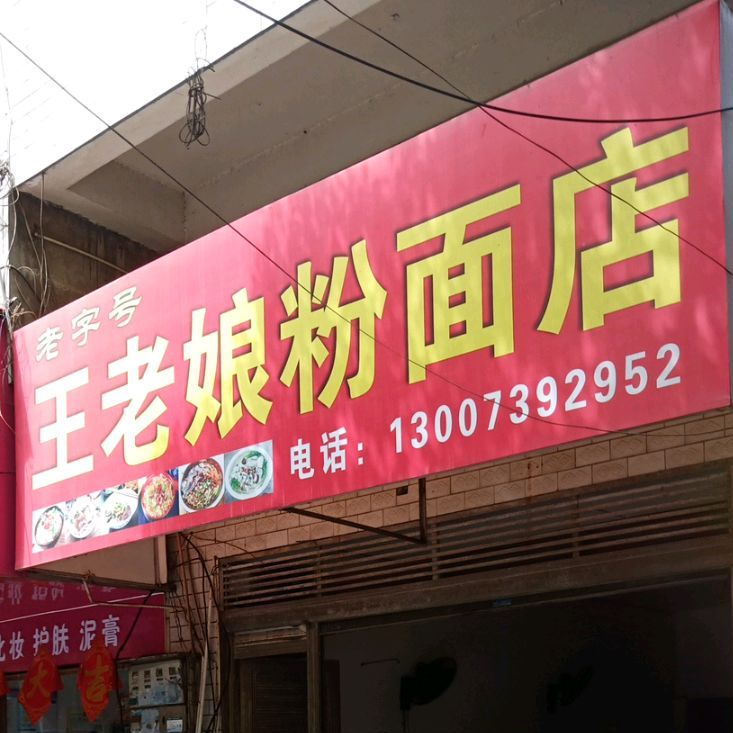 老字号
王老娘粉面店
电话：13007392952
妆 护肤 泥膏
大吉